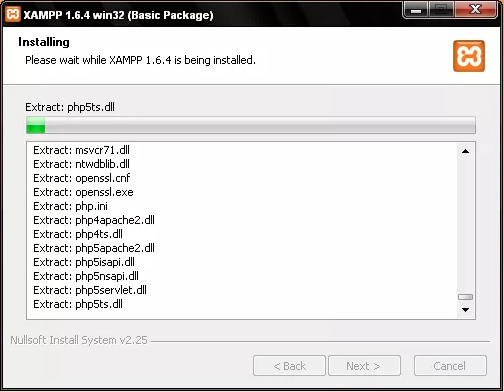 XAMPP 1.6.4 win32 (Basic Package)
Installing
Please wait while XAMPP 1.6.4 is being installed.
Extract: php5ts.dll
Extract: msvcr71.dll
Extract: ntwdblib.dll
Extract: openssl.cnf
Extract: openssl.exe
Extract: php.ini
Extract: php4apache2.dll
Extract: php4ts.dll
Extract: php5apache2.dll
Extract: php5isapi.dll
Extract: php5nsapi.dll
Extract: php5servlet.dll
Extract: php5ts.dll
Nullsoft Install System v2.25
< Back
Next >
Cancel